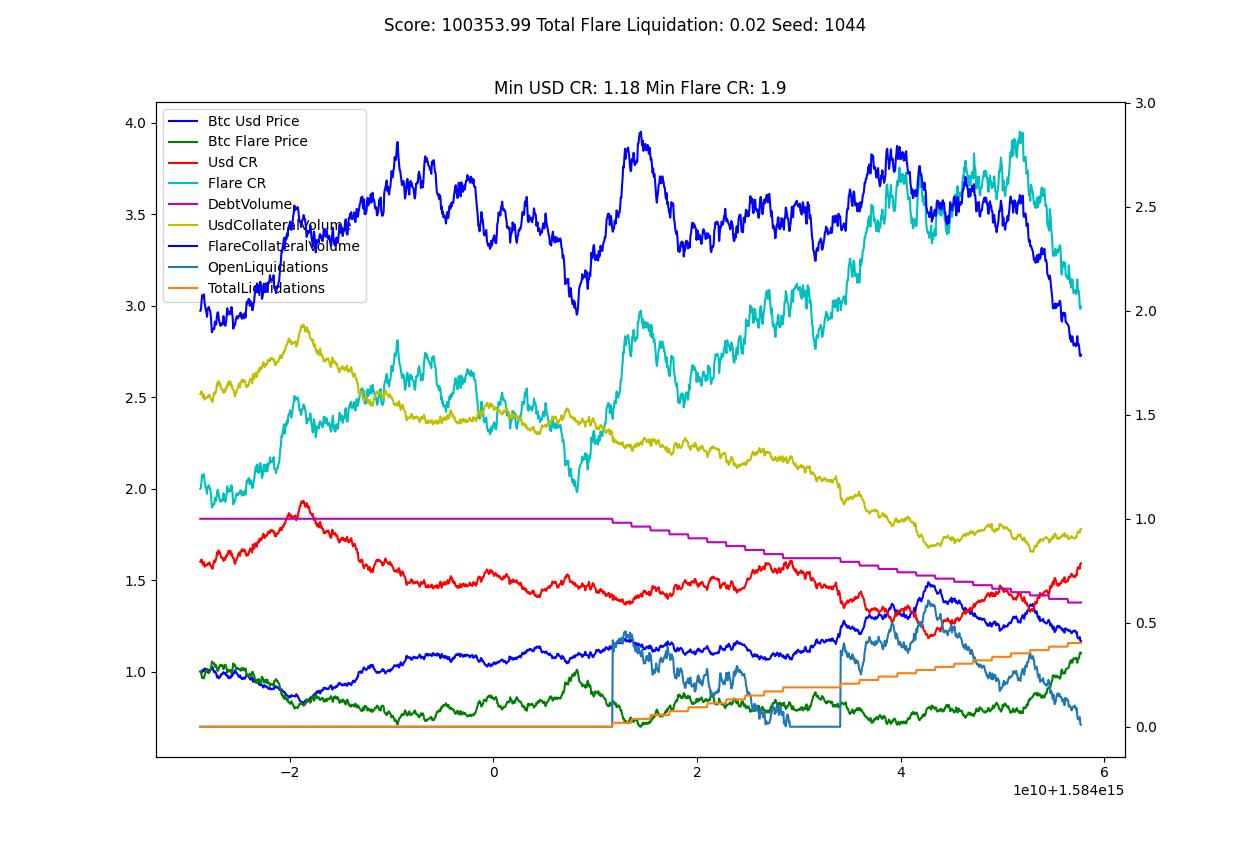 Score: 100353.99 Total Flare Liquidation: 0.02 Seed: 1044
Min USD CR: 1.18 Min Flare CR: 1.9
Btc Usd Price
Btc Flare Price
Usd CR
Flare CR
DebtVolume
UsdCollateralVolume
FlareCollateralVolume
OpenLiquidations
TotalLiquidations
4.0
3.5
3.0
2.5
2.0
1.5
1.0
3.0
2.5
2.0
1.5
1.0
0.5
0.0
−2
0
2
4
6
1e10+1.584e15